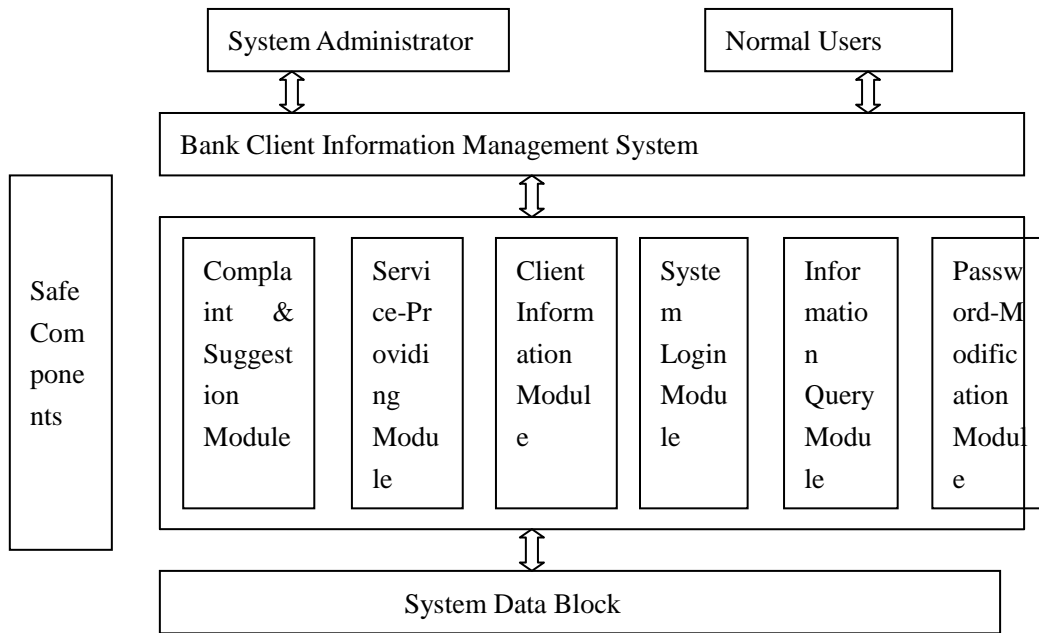 System Administrator
Normal Users
Bank Client Information Management System
Safe
Com
pone
nts
Compla
int &
Suggest
ion
Module
Servi
ce-Pr
ovidi
ng
Modu
le
Client
Inform
ation
Modul
e
Syste
m
Login
Modu
le
Infor
matio
n
Query
Modu
le
Passw
ord-M
odific
ation
Modul
e
System Data Block